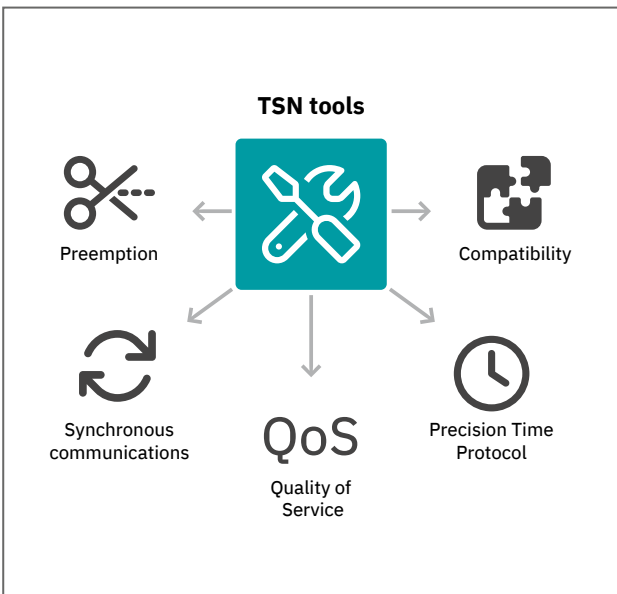 TSN tools
Preemption
Compatibility
Synchronous
communications
QoS
Quality of
Service
Precision Time
Protocol